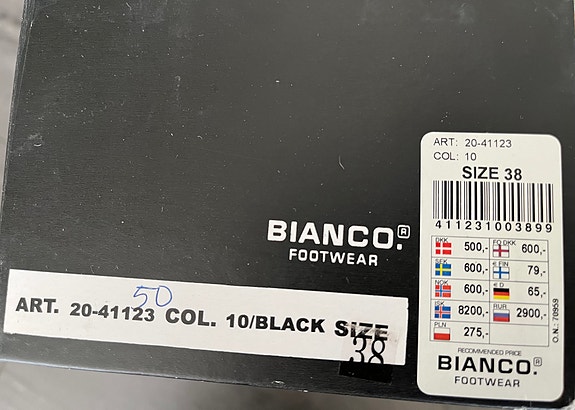 BIANCO.®
FOOTWEAR
50
ART. 20-41123 COL. 10/BLACK SIZE
38
ART: 20-41123
COL: 10
SIZE 38
411231003899
DKK 500,- FO DKK 600,-
SEK 600,- € FIN 79,-
NOK 600,- € D 65,-
ISK 8200,- RUR 2900,-
PLN 275,-
O.N.: 70959
RECOMMENDED PRICE
BIANCO.®
FOOTWEAR